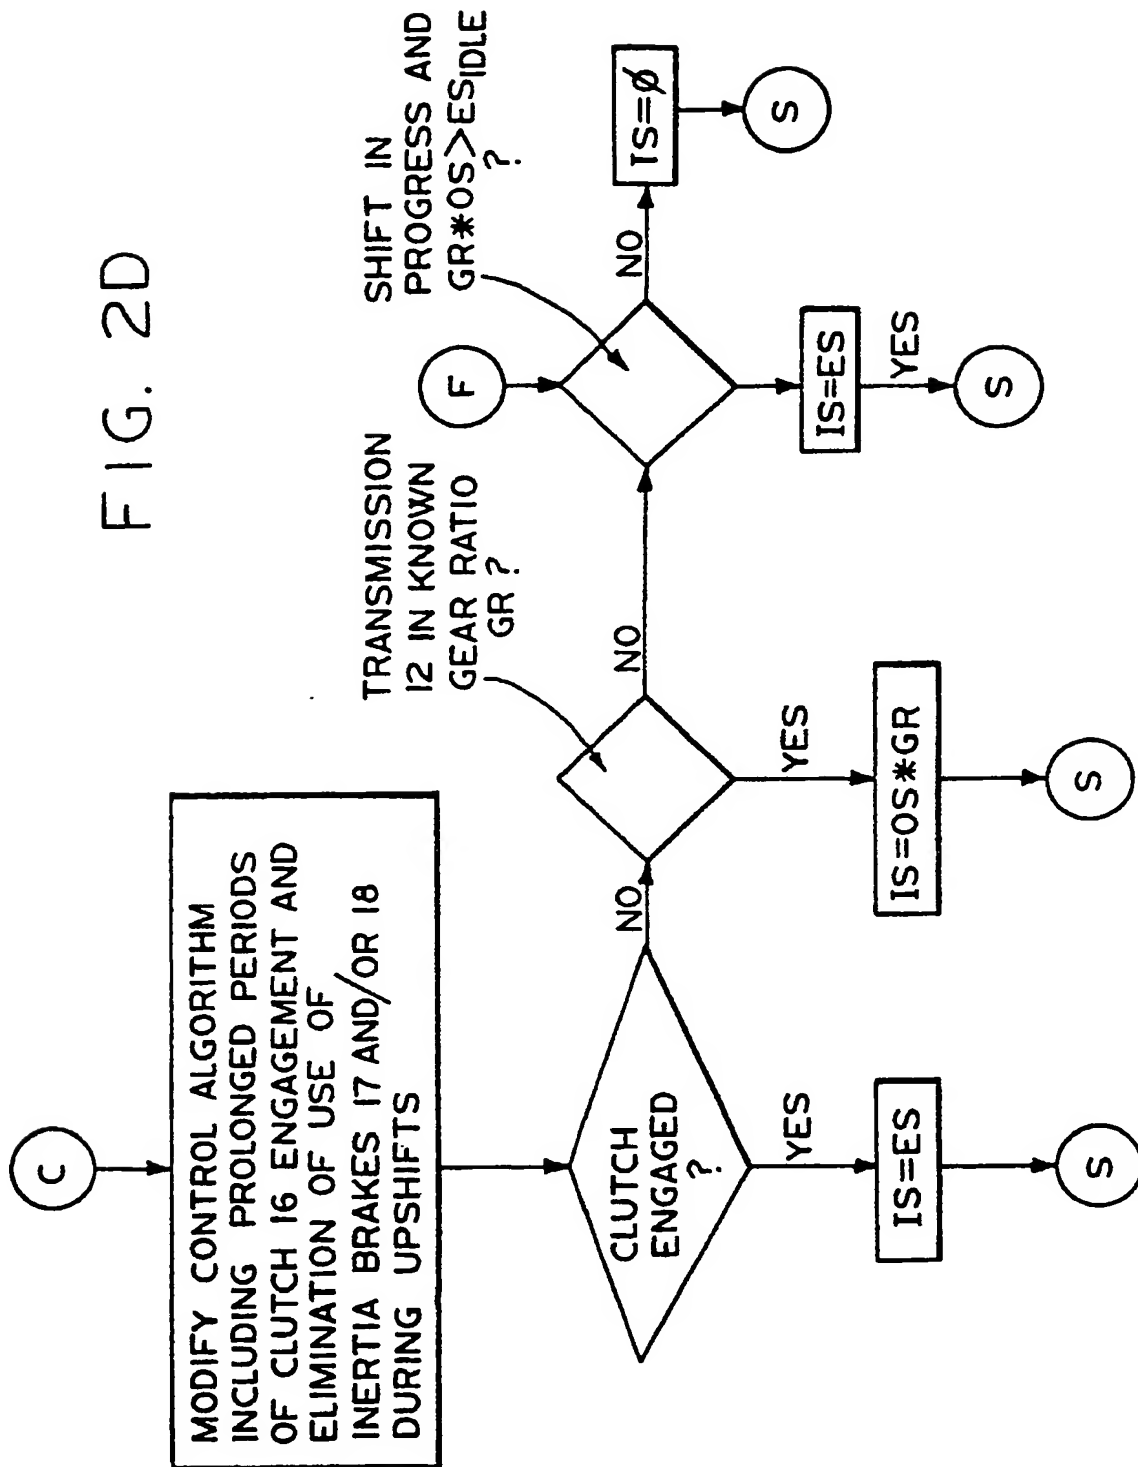 FIG. 2D
C
MODIFY CONTROL ALGORITHM
INCLUDING PROLONGED PERIODS
OF CLUTCH 16 ENGAGEMENT AND
ELIMINATION OF USE OF
INERTIA BRAKES 17 AND/OR 18
DURING UPSHIFTS
CLUTCH
ENGAGED
?
YES
IS=ES
S
NO
TRANSMISSION
12 IN KNOWN
GEAR RATIO
GR ?
YES
IS=OS*GR
S
NO
F
SHIFT IN
PROGRESS AND
GR*OS>ESIDLE
?
IS=ES
YES
S
NO
IS=Ø
S